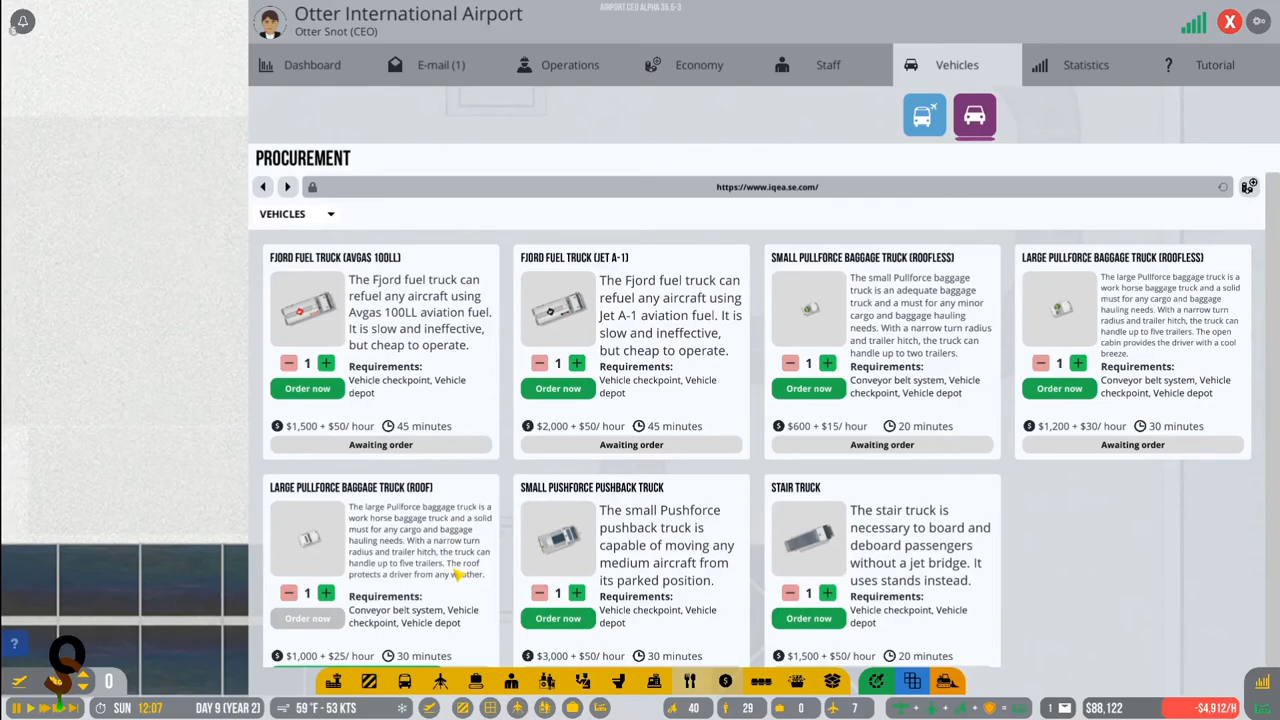 AIRPORT CEO ALPHA 35.5-3
Otter International Airport
Otter Snot (CEO)
Dashboard
E-mail (1)
Operations
Economy
Staff
Vehicles
Statistics
? Tutorial
PROCUREMENT
https://www.iqea.se.com/
VEHICLES
FJORD FUEL TRUCK (AVGAS 100LL)
The Fjord fuel truck can
refuel any aircraft using
Avgas 100LL aviation fuel.
It is slow and ineffective,
but cheap to operate.
1
Requirements:
Order now
Vehicle checkpoint, Vehicle
depot
$1,500 + $50/ hour
45 minutes
Awaiting order
FJORD FUEL TRUCK (JET A-1)
The Fjord fuel truck can
refuel any aircraft using
Jet A-1 aviation fuel. It is
slow and ineffective,
but cheap to operate.
1
Requirements:
Order now
Vehicle checkpoint, Vehicle
depot
$2,000 + $50/ hour
45 minutes
Awaiting order
SMALL PULLFORCE BAGGAGE TRUCK (ROOFLESS)
The small Pullforce baggage
truck is an adequate baggage
truck and a must for any minor
cargo and baggage hauling
needs. With a narrow turn radius
and trailer hitch, the truck can
handle up to two trailers.
1
Requirements:
Order now
Conveyor belt system, Vehicle
checkpoint, Vehicle depot
$600 + $15/ hour
20 minutes
Awaiting order
LARGE PULLFORCE BAGGAGE TRUCK (ROOFLESS)
The large Pullforce baggage truck is a
work horse baggage truck and a solid
must for any cargo and baggage
hauling needs. With a narrow turn
radius and trailer hitch, the truck can
handle up to five trailers. The open
cabin provides the driver with a cool
breeze.
1
Requirements:
Order now
Conveyor belt system, Vehicle
checkpoint, Vehicle depot
$1,200 + $30/ hour
30 minutes
Awaiting order
LARGE PULLFORCE BAGGAGE TRUCK (ROOF)
The large Pullforce baggage truck is a
work horse baggage truck and a solid
must for any cargo and baggage
hauling needs. With a narrow turn
radius and trailer hitch, the truck can
handle up to five trailers. The roof
protects a driver from any weather.
1
Requirements:
Order now
Conveyor belt system, Vehicle
checkpoint, Vehicle depot
$1,000 + $25/ hour
30 minutes
SMALL PUSHFORCE PUSHBACK TRUCK
The small Pushforce
pushback truck is
capable of moving any
medium aircraft from
its parked position.
1
Requirements:
Order now
Vehicle checkpoint, Vehicle
depot
$3,000 + $50/ hour
30 minutes
STAIR TRUCK
The stair truck is
necessary to board and
deboard passengers
without a jet bridge. It
uses stands instead.
1
Requirements:
Order now
Vehicle checkpoint, Vehicle
depot
$1,500 + $50/ hour
20 minutes
?
0
SUN 12:07
DAY 9 (YEAR 2)
59 °F - 53 KTS
40
29
0
7
1
$88,122
-$4,912/H